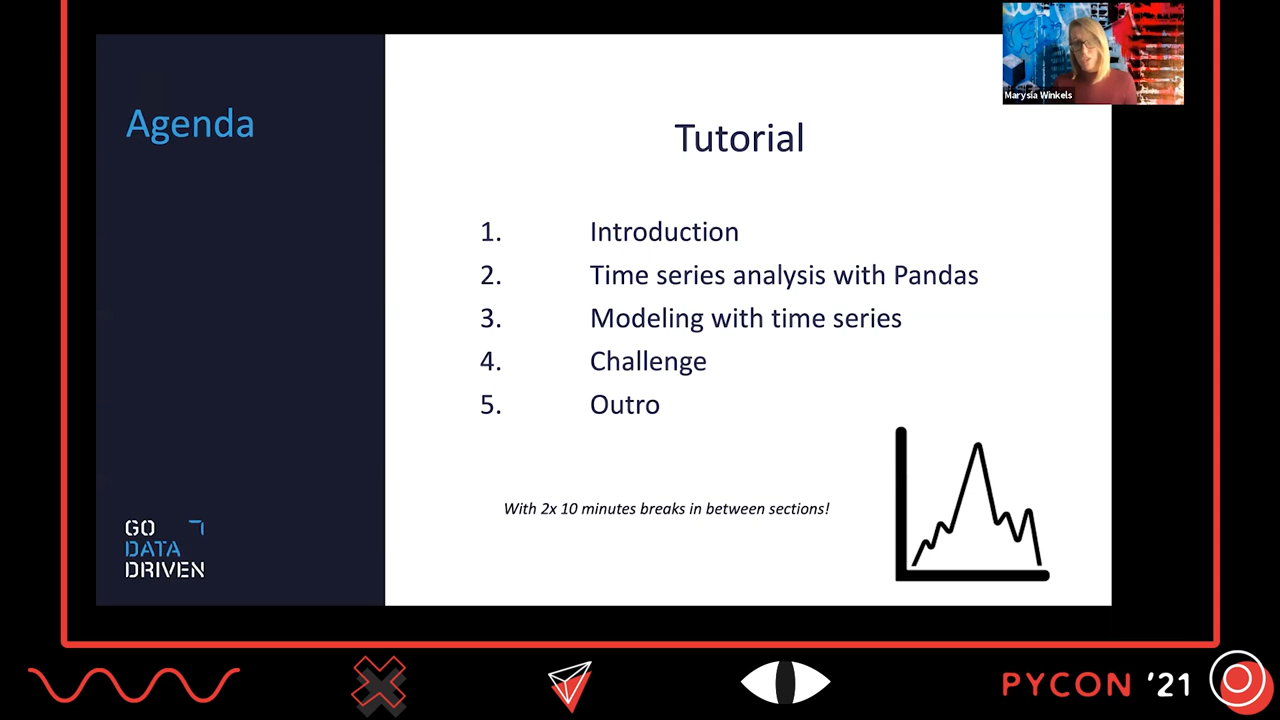 Marysia Winkels
Agenda
Tutorial
1. Introduction
2. Time series analysis with Pandas
3. Modeling with time series
4. Challenge
5. Outro
With 2x 10 minutes breaks in between sections!
GO
DATA
DRIVEN
PYCON '21